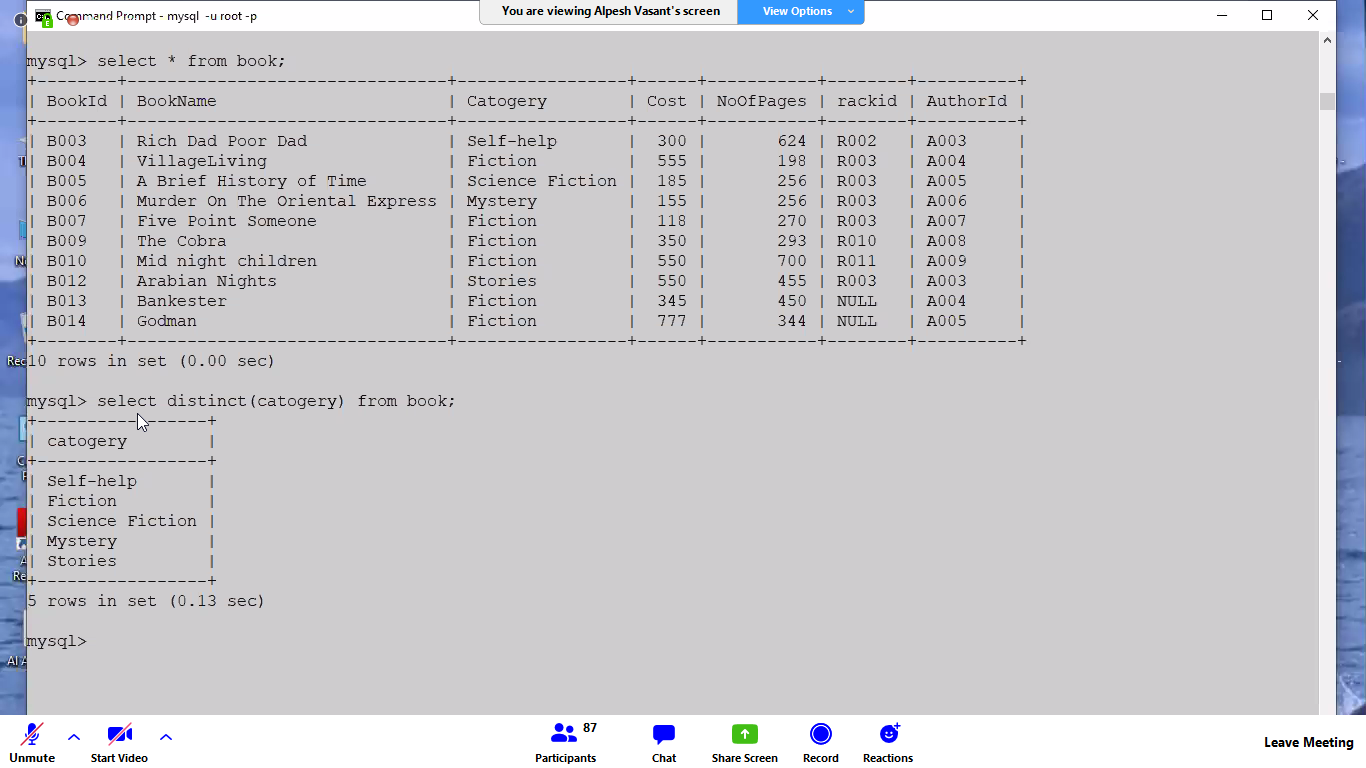 Command Prompt - mysql -u root -p
You are viewing Alpesh Vasant's screen
View Options
mysql> select * from book;
+--------+--------------------------------+-----------------+------+-----------+--------+----------+
| BookId | BookName | Catogery | Cost | NoOfPages | rackid | AuthorId |
+--------+--------------------------------+-----------------+------+-----------+--------+----------+
| B003 | Rich Dad Poor Dad | Self-help | 300 | 624 | R002 | A003 |
| B004 | VillageLiving | Fiction | 555 | 198 | R003 | A004 |
| B005 | A Brief History of Time | Science Fiction | 185 | 256 | R003 | A005 |
| B006 | Murder On The Oriental Express | Mystery | 155 | 256 | R003 | A006 |
| B007 | Five Point Someone | Fiction | 118 | 270 | R003 | A007 |
| B009 | The Cobra | Fiction | 350 | 293 | R010 | A008 |
| B010 | Mid night children | Fiction | 550 | 700 | R011 | A009 |
| B012 | Arabian Nights | Stories | 550 | 455 | R003 | A003 |
| B013 | Bankester | Fiction | 345 | 450 | NULL | A004 |
| B014 | Godman | Fiction | 777 | 344 | NULL | A005 |
+--------+--------------------------------+-----------------+------+-----------+--------+----------+
10 rows in set (0.00 sec)
mysql> select distinct(catogery) from book;
+-----------------+
| catogery |
+-----------------+
| Self-help |
| Fiction |
| Science Fiction |
| Mystery |
| Stories |
+-----------------+
5 rows in set (0.13 sec)
mysql>
87
Unmute
Start Video
Participants
Chat
Share Screen
Record
Reactions
Leave Meeting